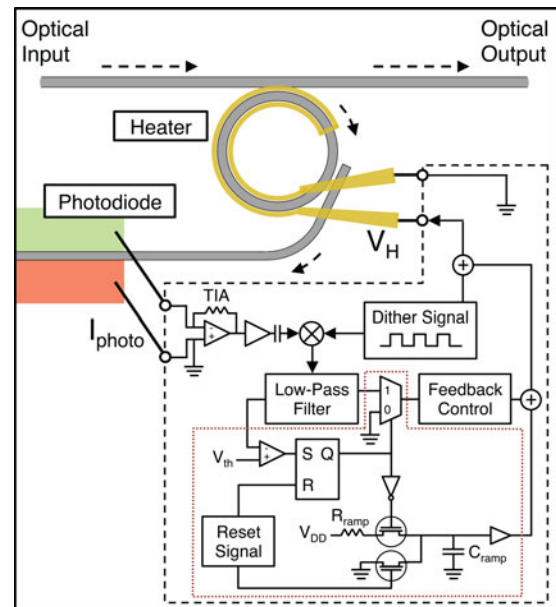 Optical Input
Optical Output
Heater
Photodiode
V_H
TIA
I_photo
Dither Signal
Low-Pass Filter
1
0
Feedback Control
V_th
-
+
S Q
R
Reset Signal
V_DD
R_ramp
C_ramp